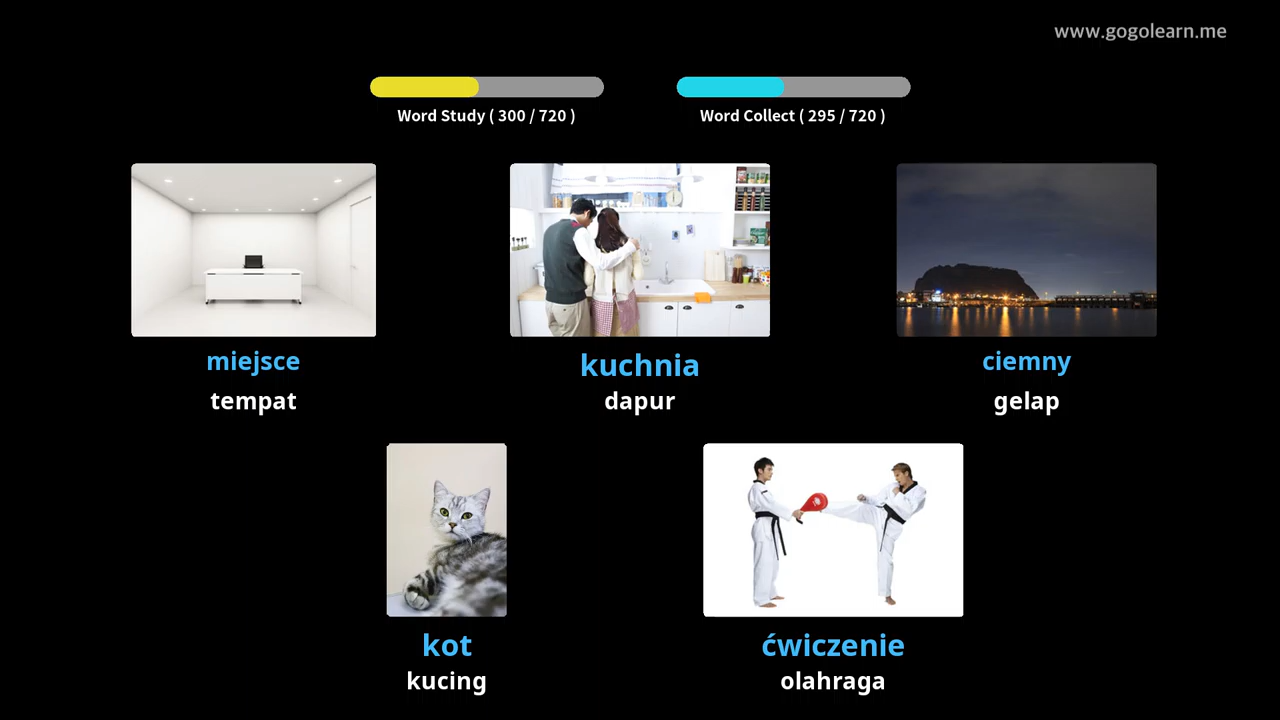 www.gogolearn.me
Word Study ( 300 / 720 )
Word Collect ( 295 / 720 )
miejsce
tempat
kuchnia
dapur
ciemny
gelap
kot
kucing
ćwiczenie
olahraga